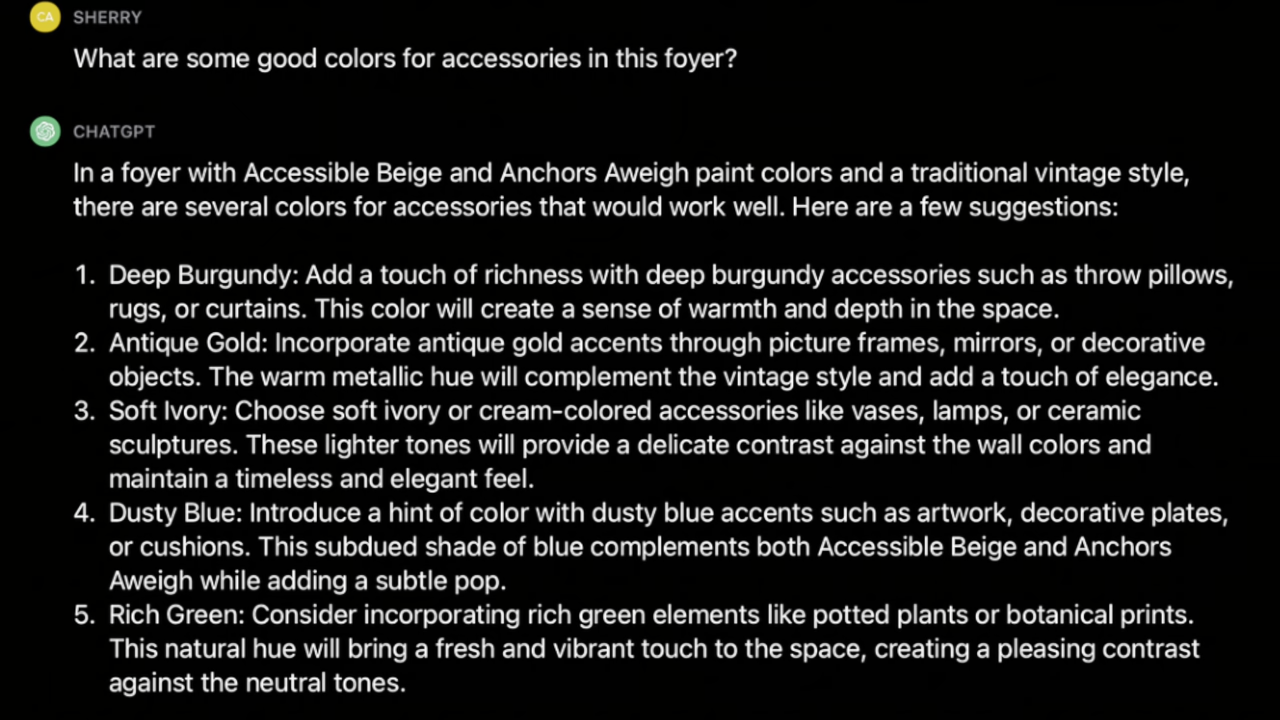 CA SHERRY
What are some good colors for accessories in this foyer?
CHATGPT
In a foyer with Accessible Beige and Anchors Aweigh paint colors and a traditional vintage style,
there are several colors for accessories that would work well. Here are a few suggestions:
1. Deep Burgundy: Add a touch of richness with deep burgundy accessories such as throw pillows,
rugs, or curtains. This color will create a sense of warmth and depth in the space.
2. Antique Gold: Incorporate antique gold accents through picture frames, mirrors, or decorative
objects. The warm metallic hue will complement the vintage style and add a touch of elegance.
3. Soft Ivory: Choose soft ivory or cream-colored accessories like vases, lamps, or ceramic
sculptures. These lighter tones will provide a delicate contrast against the wall colors and
maintain a timeless and elegant feel.
4. Dusty Blue: Introduce a hint of color with dusty blue accents such as artwork, decorative plates,
or cushions. This subdued shade of blue complements both Accessible Beige and Anchors
Aweigh while adding a subtle pop.
5. Rich Green: Consider incorporating rich green elements like potted plants or botanical prints.
This natural hue will bring a fresh and vibrant touch to the space, creating a pleasing contrast
against the neutral tones.